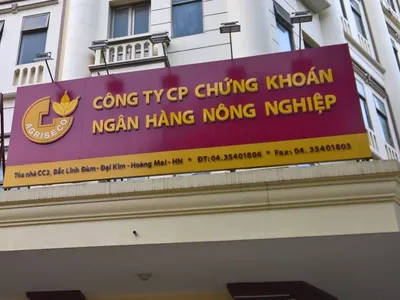 AGRISECO
CÔNG TY CP CHỨNG KHOÁN
NGÂN HÀNG NÔNG NGHIỆP
Tòa nhà CC2, Bắc Linh Đàm - Đại Kim - Hoàng Mai - HN * ĐT: 04.35401806 * Fax: 04. 35401803